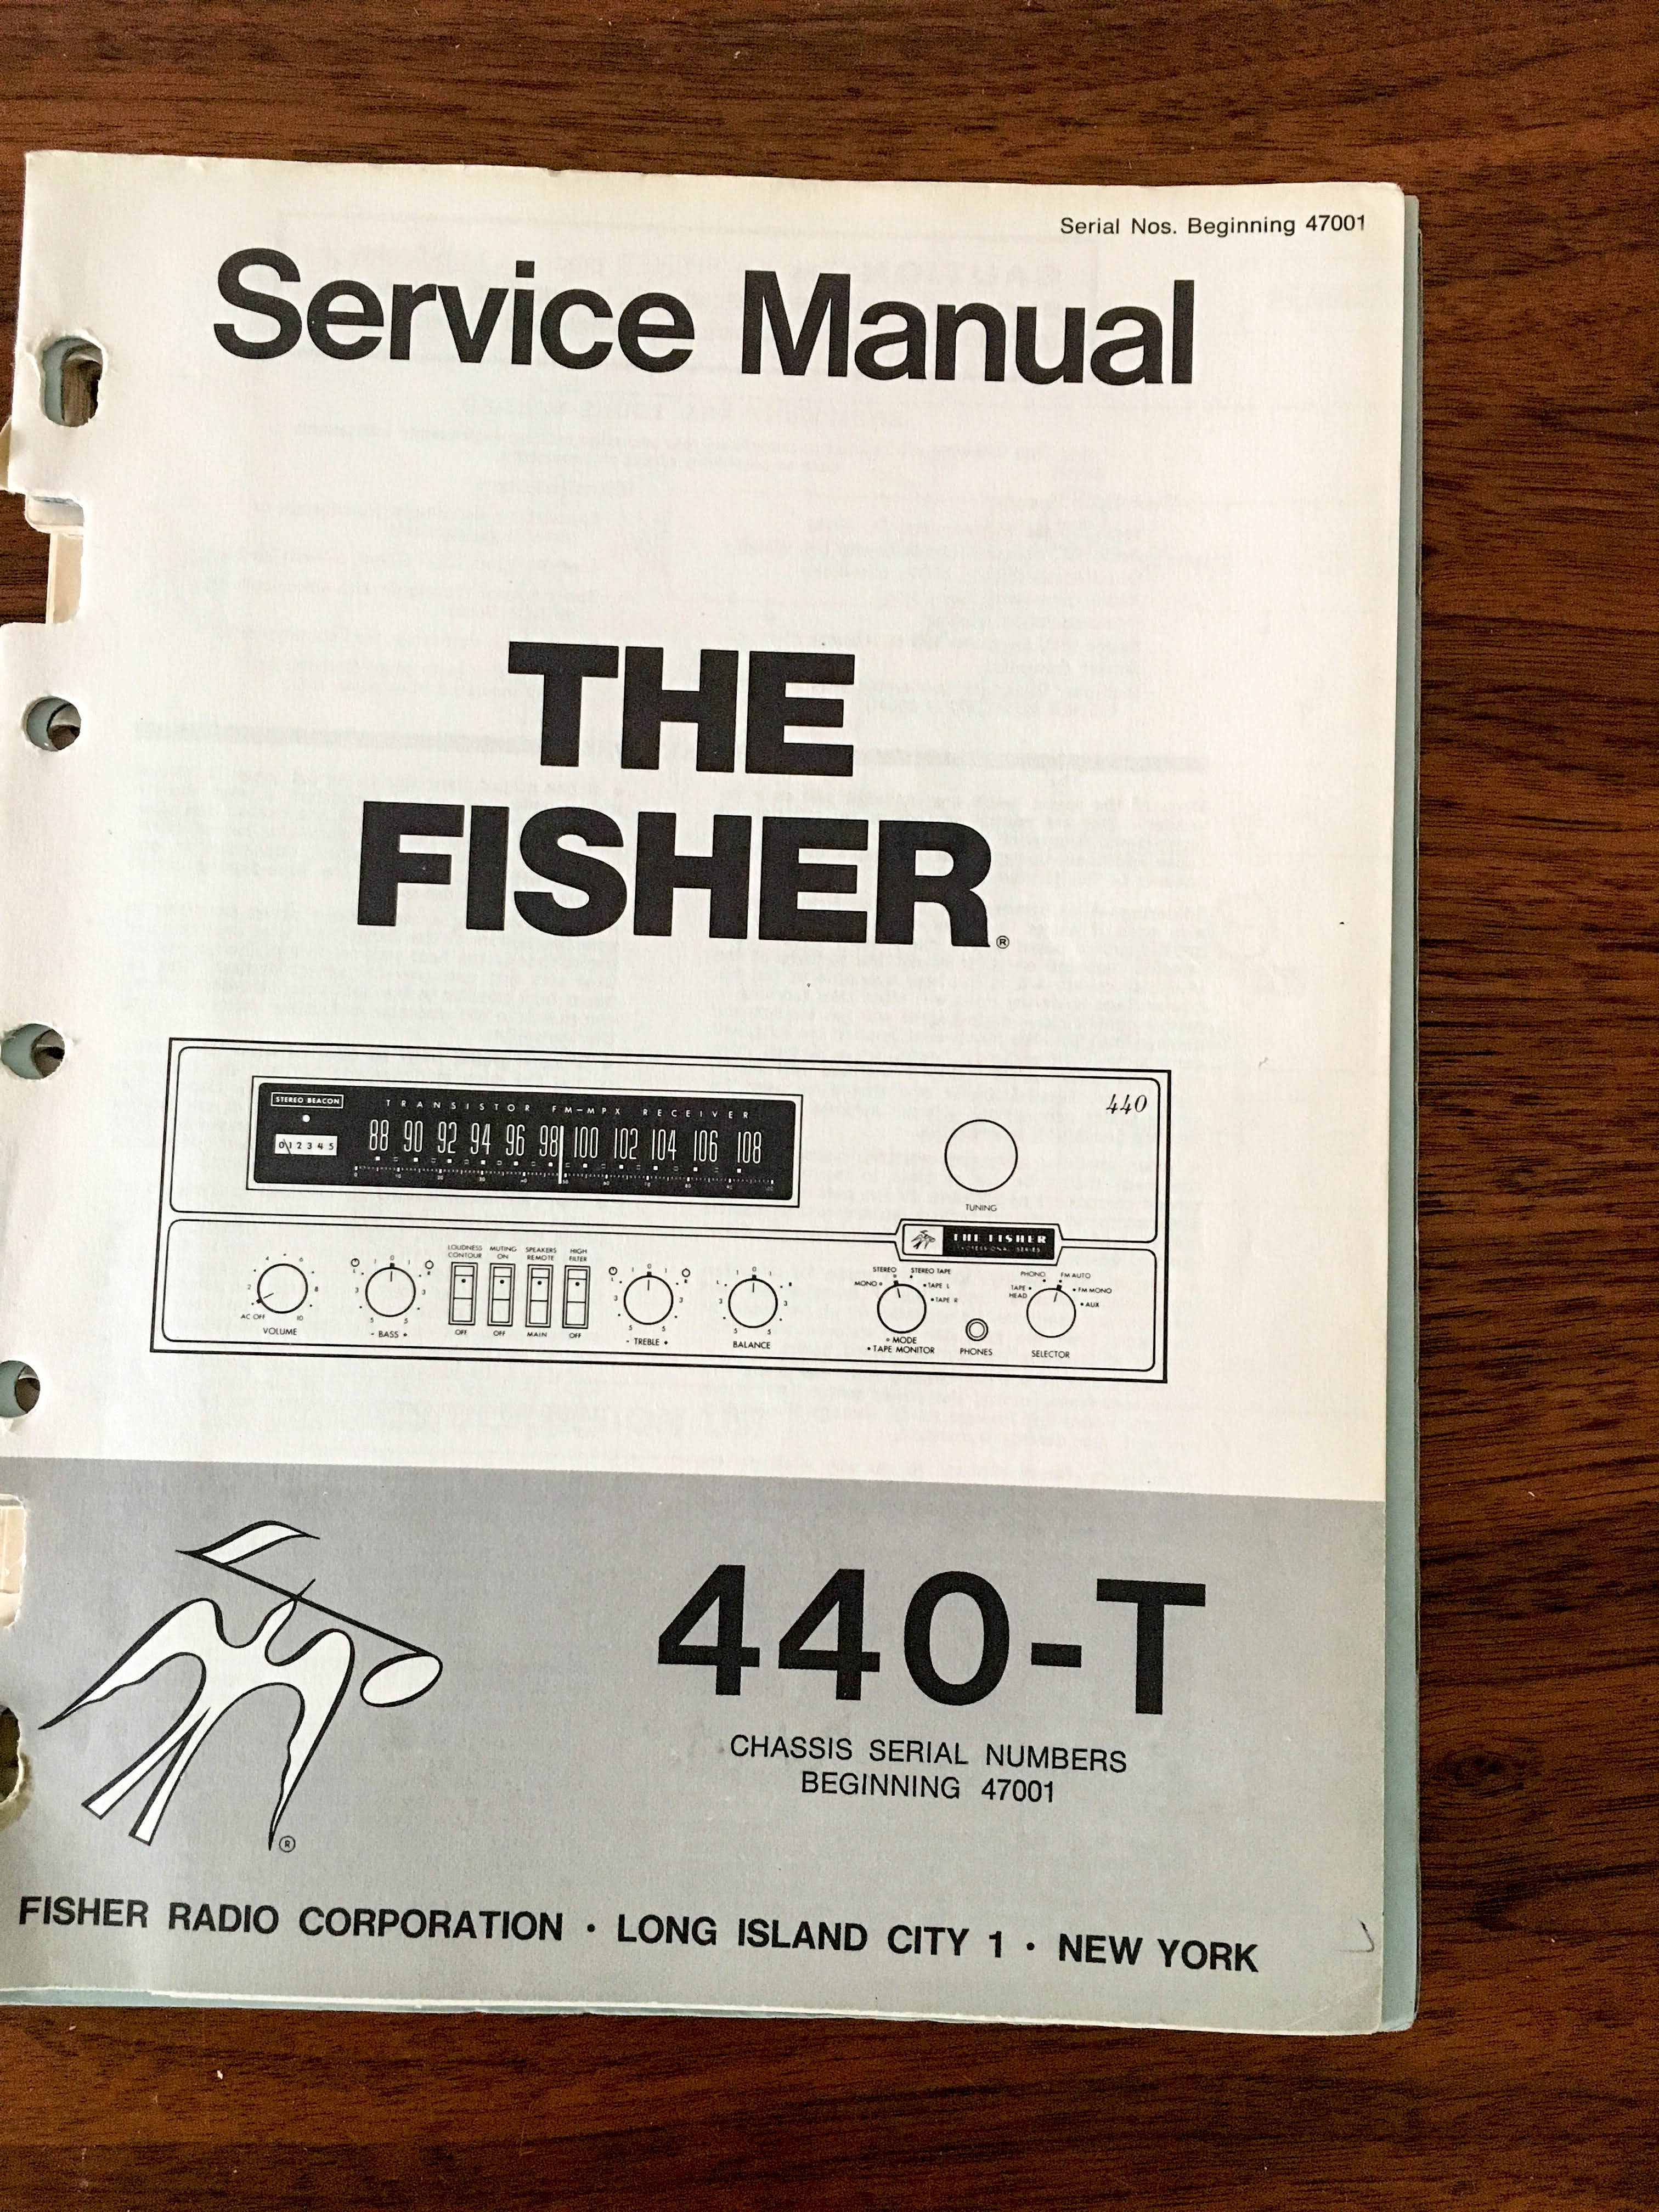 Serial Nos. Beginning 47001
Service Manual
THE
FISHER®
440
STEREO BEACON
TRANSISTOR FM-MPX RECEIVER
0 1 2 3 4 5
88 90 92 94 96 98 100 102 104 106 108
TUNING
THE FISHER
PROFESSIONAL SERIES
LOUDNESS CONTOUR
MUTING ON
SPEAKERS REMOTE
HIGH FILTER
OFF
OFF
MAIN
OFF
AC OFF
VOLUME
- BASS +
- TREBLE +
BALANCE
MONO
STEREO
STEREO TAPE
TAPE L
TAPE R
MODE
• TAPE MONITOR
PHONES
TAPE HEAD
PHONO
FM AUTO
FM MONO
AUX
SELECTOR
440-T
CHASSIS SERIAL NUMBERS
BEGINNING 47001
®
FISHER RADIO CORPORATION · LONG ISLAND CITY 1 · NEW YORK